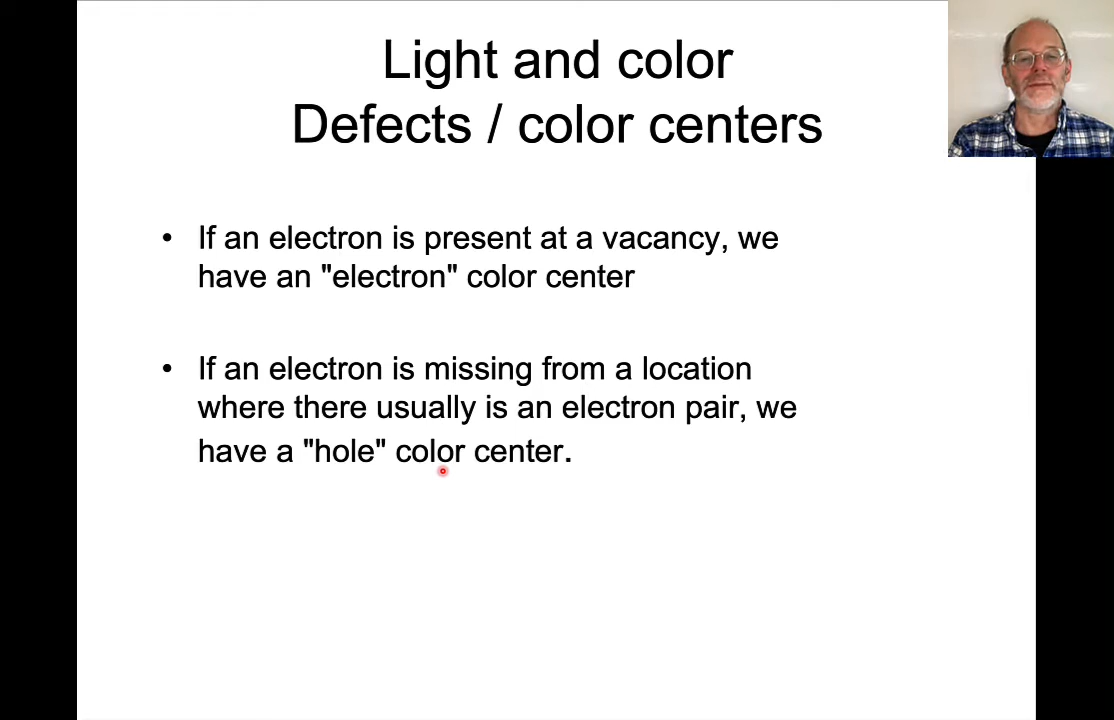 Light and color
Defects / color centers
• If an electron is present at a vacancy, we
have an "electron" color center
• If an electron is missing from a location
where there usually is an electron pair, we
have a "hole" color center.